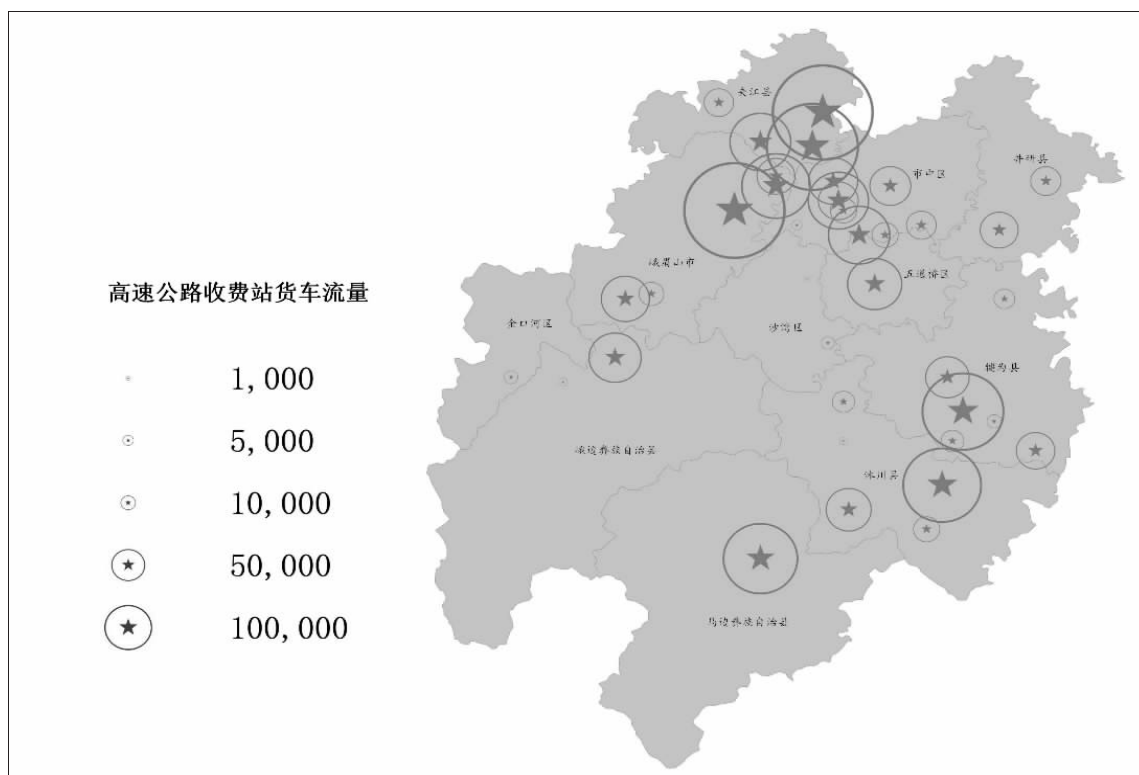 夹江县
市中区
井研县
峨眉山市
五通桥区
高速公路收费站货车流量
金口河区
沙湾区
犍为县
1,000
5,000
峨边彝族自治县
沐川县
10,000
50,000
100,000
马边彝族自治县